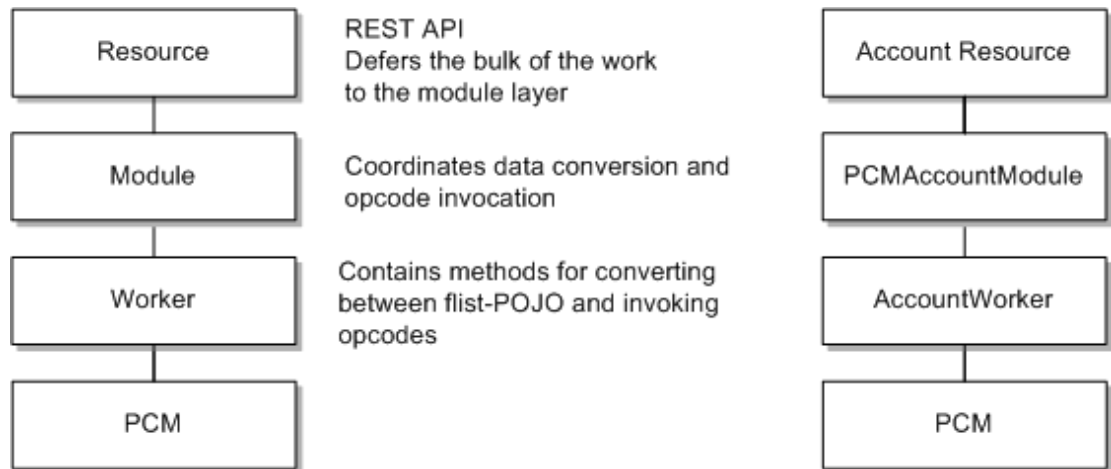 Resource
REST API
Defers the bulk of the work
to the module layer
Account Resource
Module
Coordinates data conversion and
opcode invocation
PCMAccountModule
Worker
Contains methods for converting
between flist-POJO and invoking
opcodes
AccountWorker
PCM
PCM